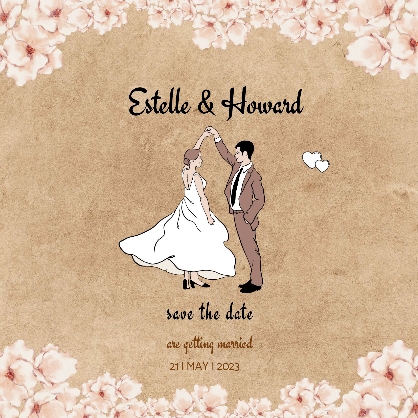 Estelle & Howard
save the date
are getting married
21 | MAY | 2023